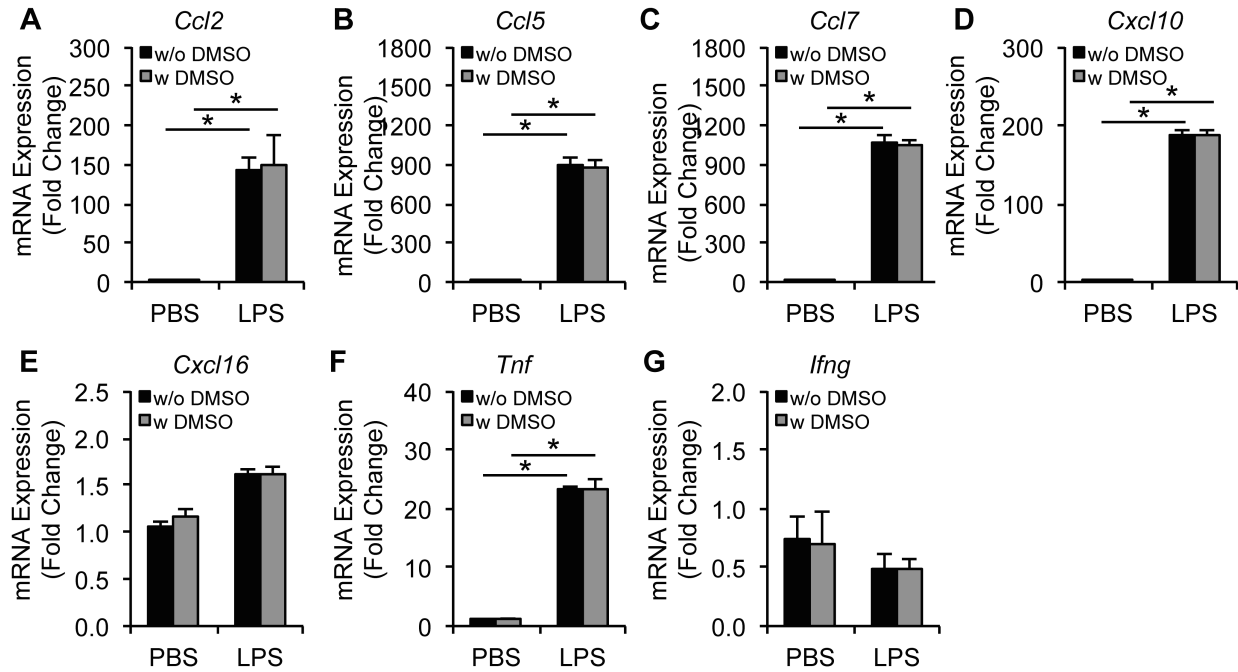 A
Ccl2
mRNA Expression
(Fold Change)
300
250
200
150
100
50
0
w/o DMSO
w DMSO
*
*
PBS
LPS
B
Ccl5
mRNA Expression
(Fold Change)
1800
1500
1200
900
600
300
0
w/o DMSO
w DMSO
*
*
PBS
LPS
C
Ccl7
mRNA Expression
(Fold Change)
1800
1500
1200
900
600
300
0
w/o DMSO
w DMSO
*
*
PBS
LPS
D
Cxcl10
mRNA Expression
(Fold Change)
300
200
100
0
w/o DMSO
w DMSO
*
*
PBS
LPS
E
Cxcl16
mRNA Expression
(Fold Change)
2.5
2.0
1.5
1.0
0.5
0.0
w/o DMSO
w DMSO
PBS
LPS
F
Tnf
mRNA Expression
(Fold Change)
40
30
20
10
0
w/o DMSO
w DMSO
*
*
PBS
LPS
G
Ifng
mRNA Expression
(Fold Change)
2.0
1.5
1.0
0.5
0.0
w/o DMSO
w DMSO
PBS
LPS